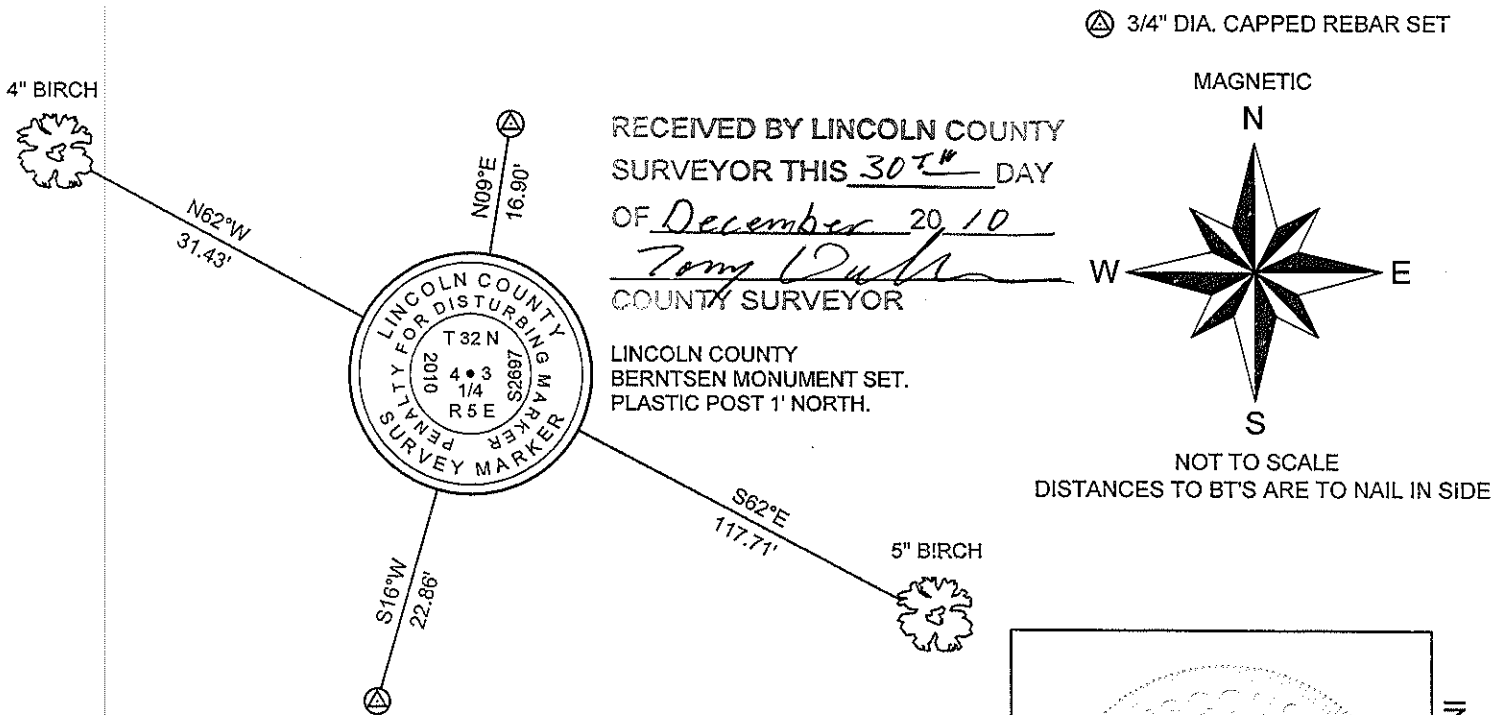 3/4" DIA. CAPPED REBAR SET
4" BIRCH
N62°W
31.43'
N09°E
16.90'
RECEIVED BY LINCOLN COUNTY
SURVEYOR THIS 30TH DAY
OF December 20 10
Tony
COUNTY SURVEYOR
MAGNETIC
N
W
E
S
LINCOLN COUNTY
PENALTY FOR DISTURBING MARKER
T 32 N
2010
4 • 3
S2697
1/4
R 5 E
SURVEY MARKER
LINCOLN COUNTY
BERNTSEN MONUMENT SET.
PLASTIC POST 1' NORTH.
NOT TO SCALE
DISTANCES TO BT'S ARE TO NAIL IN SIDE
S62°E
117.71'
5" BIRCH
S16°W
22.86'